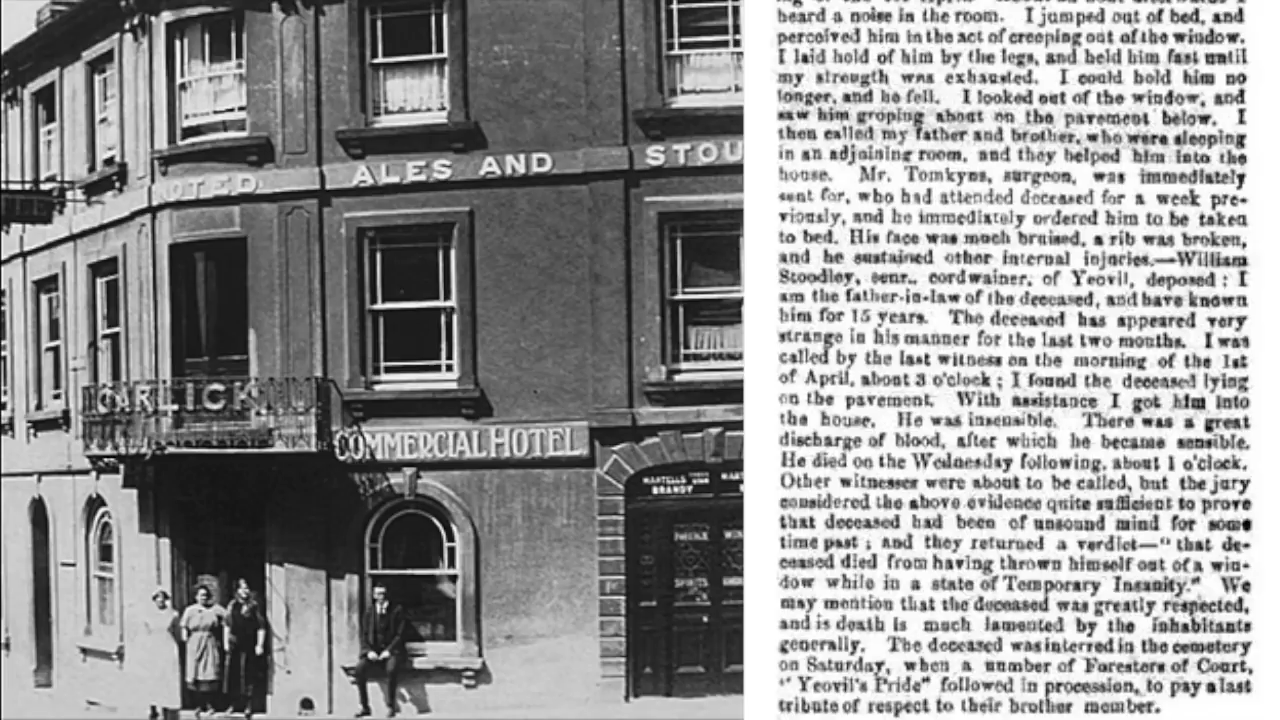 NOTED
ALES AND
STOU
GARLICK
COMMERCIAL HOTEL
MARTELLS
BRANDY
SPIRITS
heard a noise in the room. I jumped out of bed, and
perceived him in the act of creeping out of the window.
I laid hold of him by the legs, and held him fast until
my strength was exhausted. I could hold him no
longer, and he fell. I looked out of the window, and
saw him groping about on the pavement below. I
then called my father and brother, who were sleeping
in an adjoining room, and they helped him into the
house. Mr. Tomkyns, surgeon, was immediately
sent for, who had attended deceased for a week pre-
viously, and he immediately ordered him to be taken
to bed. His face was much bruised, a rib was broken,
and he sustained other internal injuries.—William
Stoodley, senr., cordwainer, of Yeovil, deposed: I
am the father-in-law of the deceased, and have known
him for 15 years. The deceased has appeared very
strange in his manner for the last two months. I was
called by the last witness on the morning of the 1st
of April, about 3 o'clock; I found the deceased lying
on the pavement. With assistance I got him into
the house. He was insensible. There was a great
discharge of blood, after which he became sensible.
He died on the Wednesday following, about 1 o'clock.
Other witnesses were about to be called, but the jury
considered the above evidence quite sufficient to prove
that deceased had been of unsound mind for some
time past; and they returned a verdict—"that de-
ceased died from having thrown himself out of a win-
dow while in a state of Temporary Insanity." We
may mention that the deceased was greatly respected,
and is death is much lamented by the inhabitants
generally. The deceased was interred in the cemetery
on Saturday, when a number of Foresters of Court,
"Yeovil's Pride" followed in procession, to pay a last
tribute of respect to their brother member.